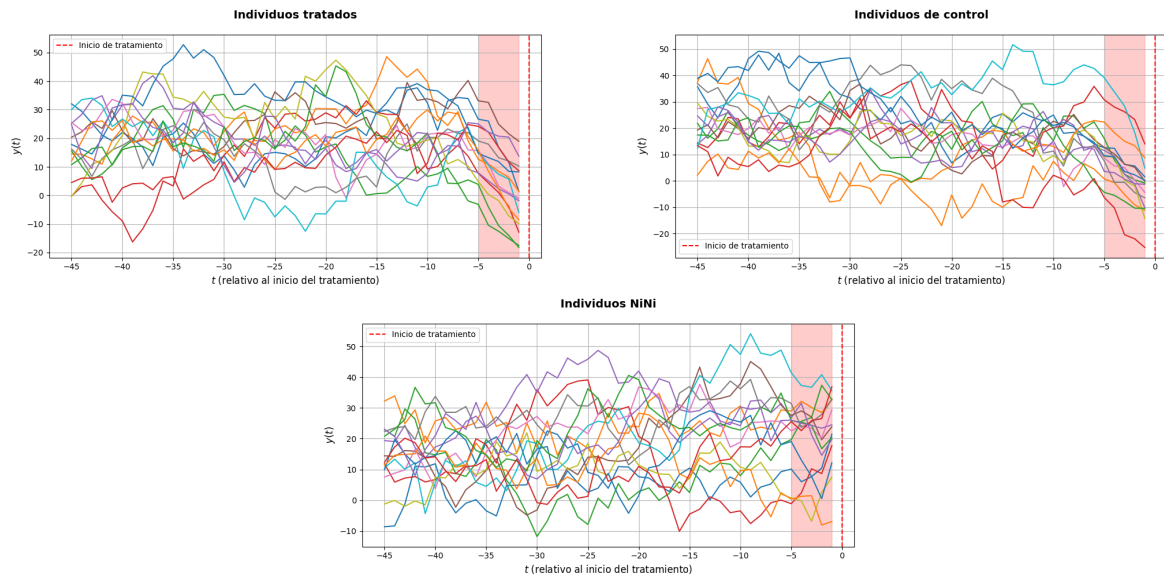 Individuos tratados
Inicio de tratamiento
50
40
30
20
10
0
−10
−20
y(t)
−45 −40 −35 −30 −25 −20 −15 −10 −5 0
t (relativo al inicio del tratamiento)
Individuos de control
50
40
30
20
10
0
−10
−20
y(t)
Inicio de tratamiento
−45 −40 −35 −30 −25 −20 −15 −10 −5 0
t (relativo al inicio del tratamiento)
Individuos NiNi
Inicio de tratamiento
50
40
30
20
10
0
−10
y(t)
−45 −40 −35 −30 −25 −20 −15 −10 −5 0
t (relativo al inicio del tratamiento)